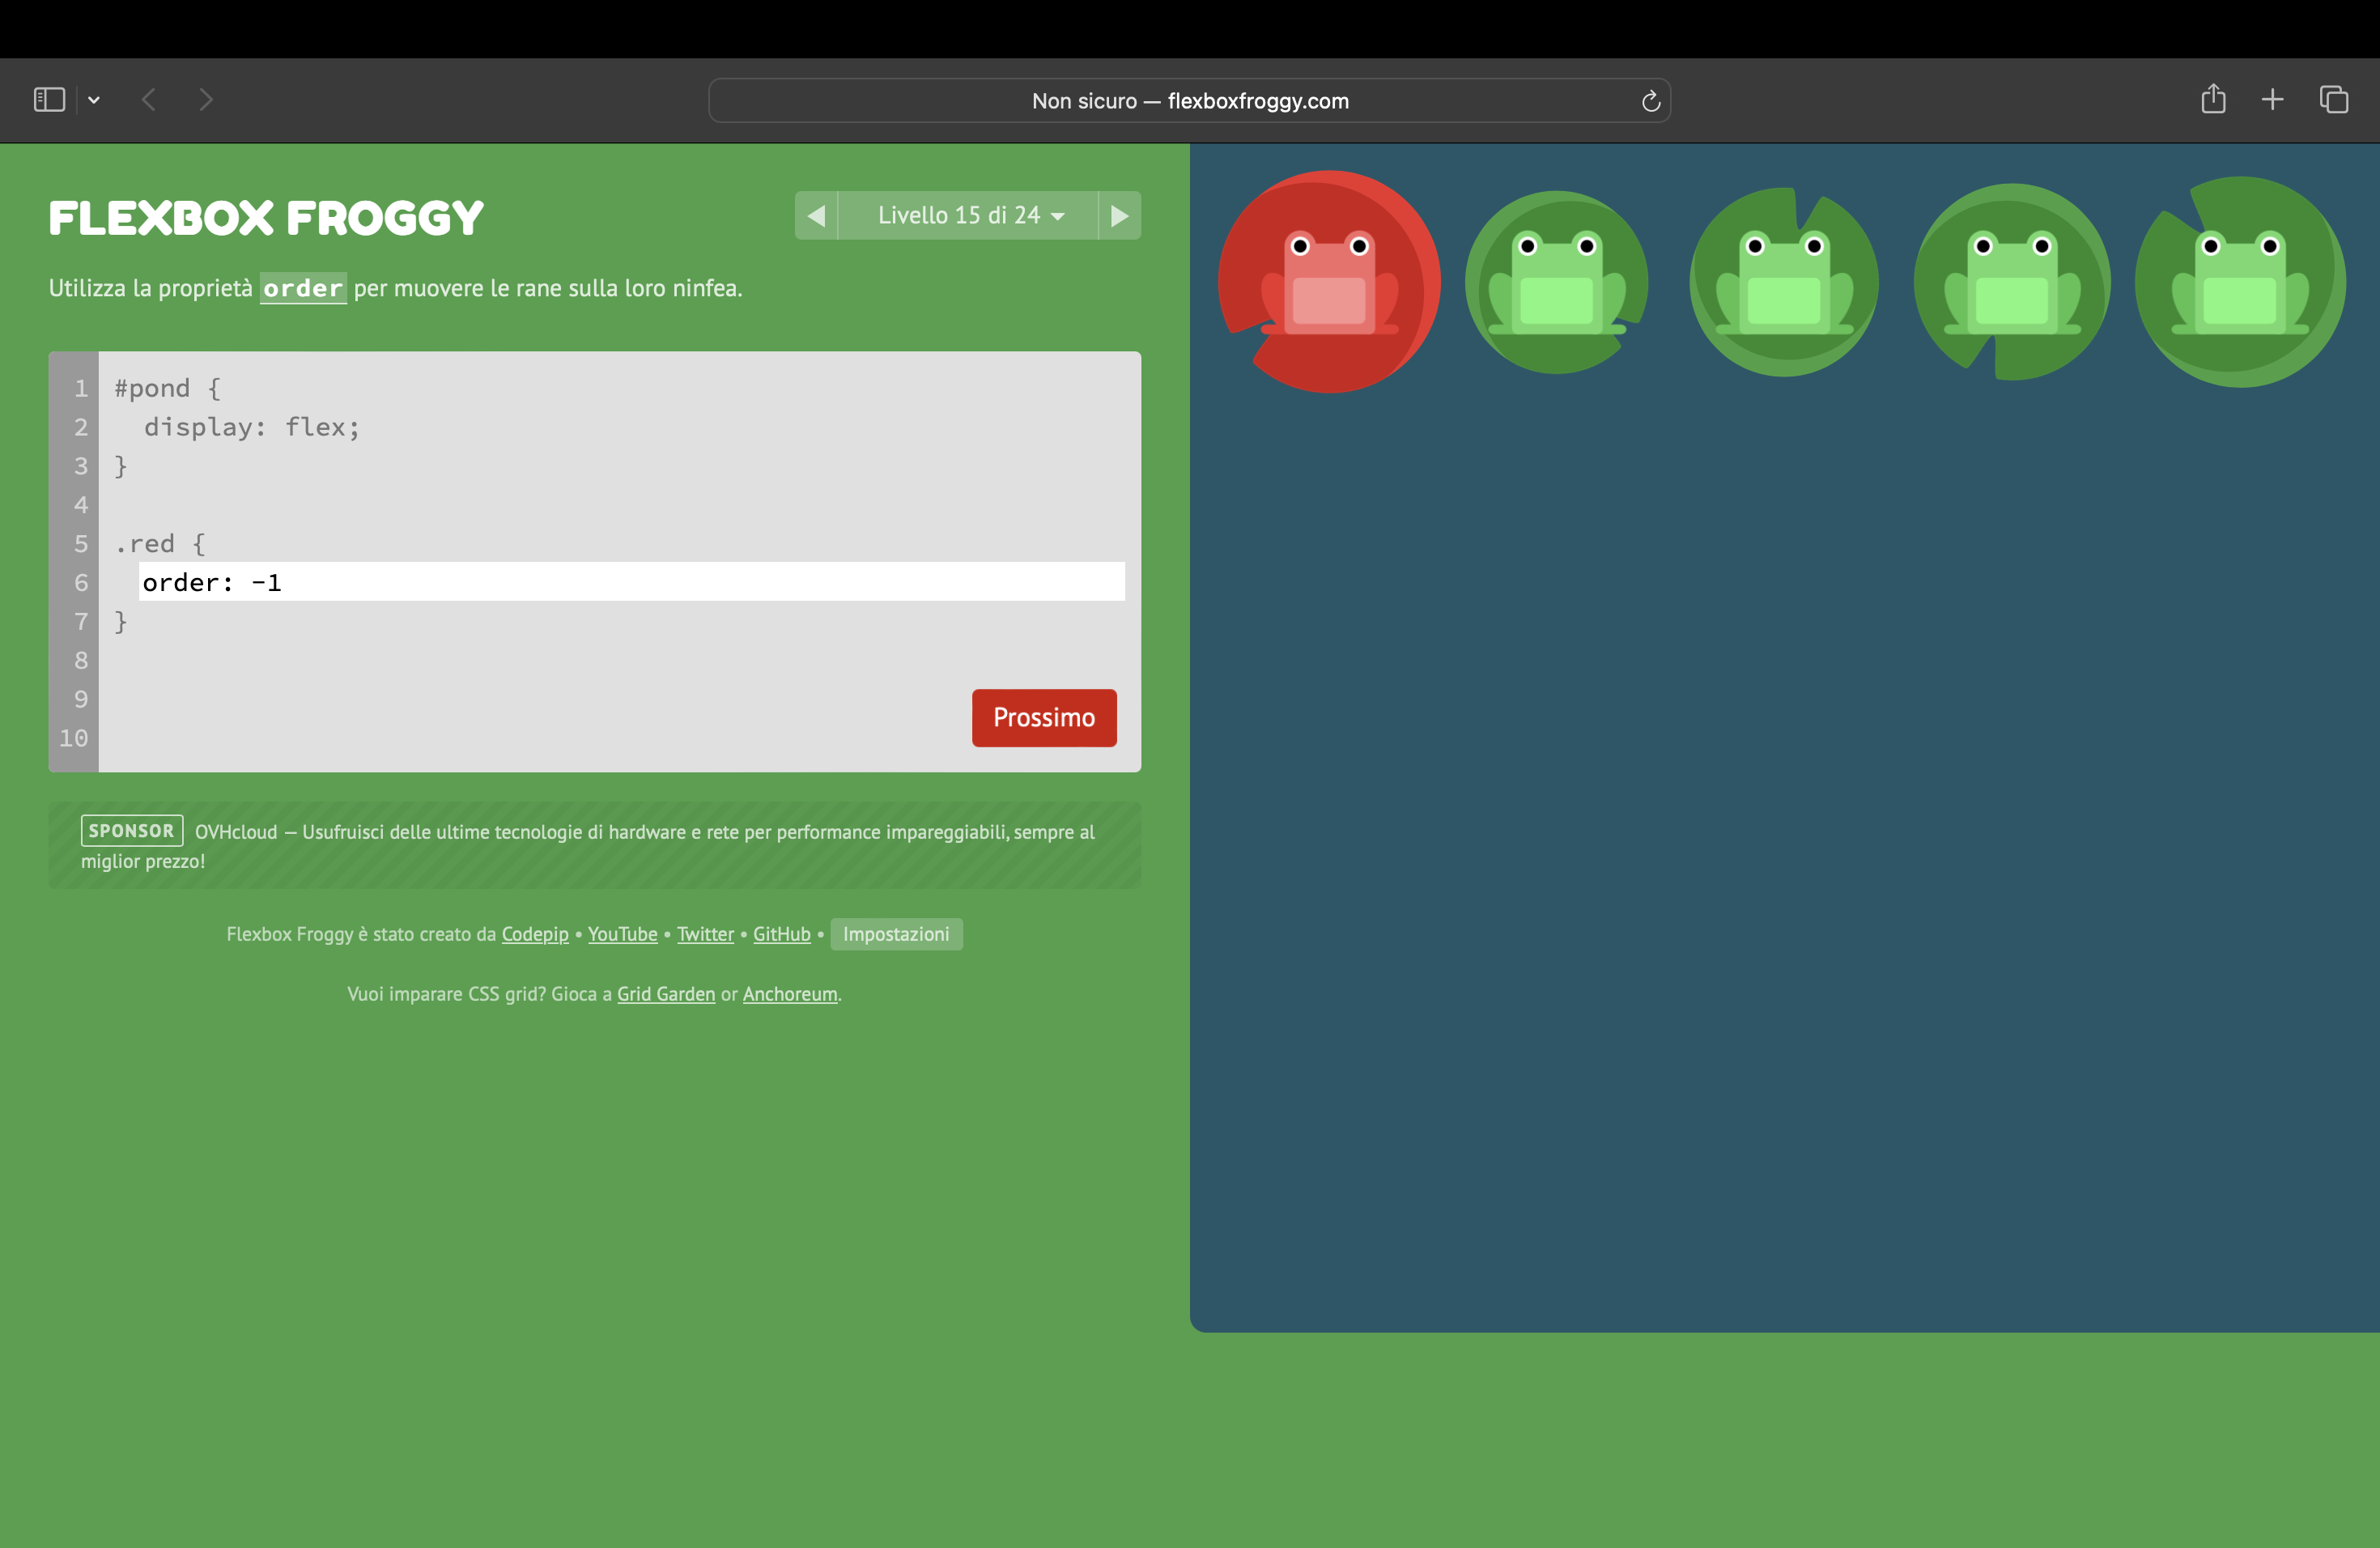 Non sicuro — flexboxfroggy.com
FLEXBOX FROGGY
Livello 15 di 24
Utilizza la proprietà order per muovere le rane sulla loro ninfea.
1 #pond {
2 display: flex;
3 }
4
5 .red {
6 order: -1
7 }
8
9
10
Prossimo
SPONSOR OVHcloud — Usufruisci delle ultime tecnologie di hardware e rete per performance impareggiabili, sempre al
miglior prezzo!
Flexbox Froggy è stato creato da Codepip • YouTube • Twitter • GitHub • Impostazioni
Vuoi imparare CSS grid? Gioca a Grid Garden or Anchoreum.